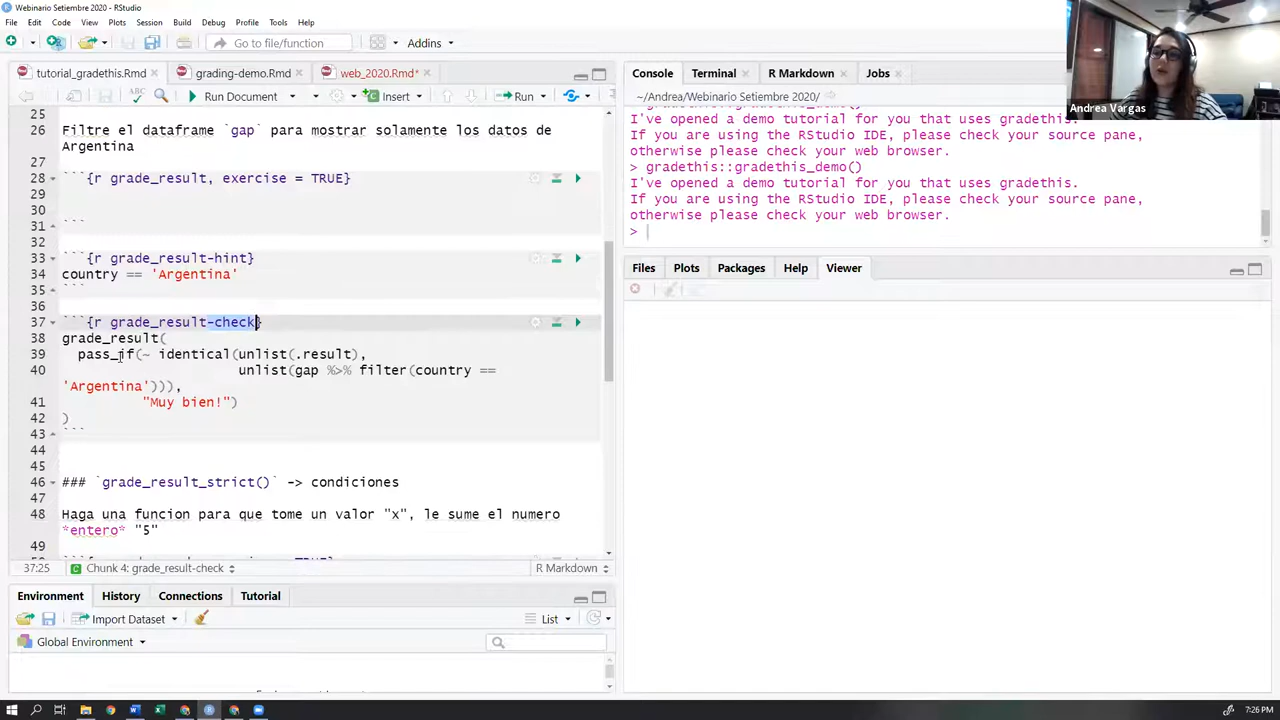 Webinario Setiembre 2020 - RStudio
File Edit Code View Plots Session Build Debug Profile Tools Help
Go to file/function Addins
tutorial_gradethis.Rmd grading-demo.Rmd web_2020.Rmd*
Run Document Insert Run
25
26 Filtre el dataframe `gap` para mostrar solamente los datos de
Argentina
27
28 ```{r grade_result, exercise = TRUE}
29
30
31 ```
32
33 ```{r grade_result-hint}
34 country == 'Argentina'
35 ```
36
37 ```{r grade_result-check}
38 grade_result(
39 pass_if(~ identical(unlist(.result),
40 unlist(gap %>% filter(country ==
'Argentina'))),
41 "Muy bien!")
42 )
43 ```
44
45
46 ### `grade_result_strict()` -> condiciones
47
48 Haga una funcion para que tome un valor "x", le sume el numero
*entero* "5"
49
37:25 Chunk 4: grade_result-check R Markdown
Environment History Connections Tutorial
Import Dataset List
Global Environment
Console Terminal R Markdown Jobs
~/Andrea/Webinario Setiembre 2020/
I've opened a demo tutorial for you that uses gradethis.
If you are using the RStudio IDE, please check your source pane,
otherwise please check your web browser.
> gradethis::gradethis_demo()
I've opened a demo tutorial for you that uses gradethis.
If you are using the RStudio IDE, please check your source pane,
otherwise please check your web browser.
>
Files Plots Packages Help Viewer
Andrea Vargas
7:26 PM